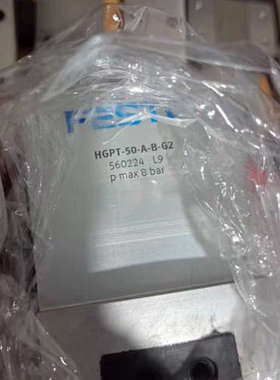 FESTO
HGPT-50-A-B-G2
560224 L9
p max 8 bar